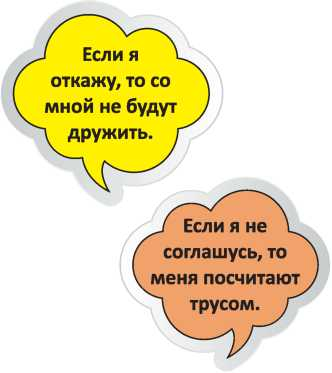 Если я
откажу, то со
мной не будут
дружить.
Если я не
соглашусь, то
меня посчитают
трусом.